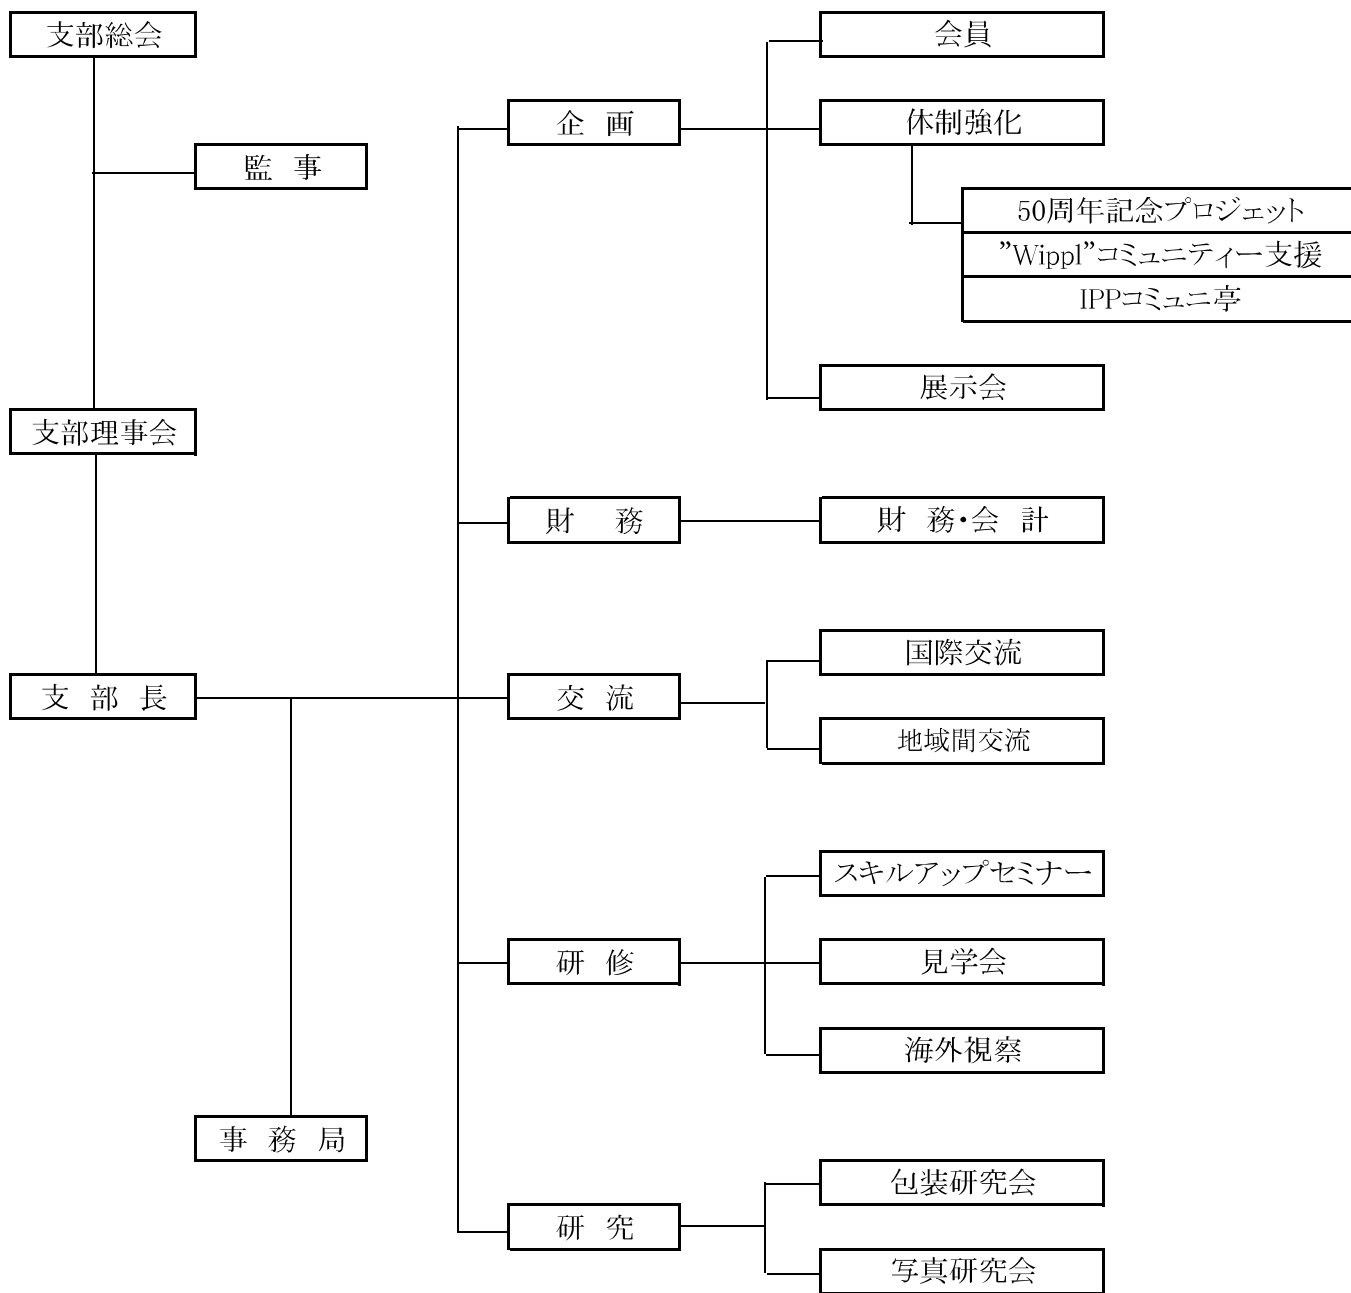 支部総会
会員
企画
休制強化
監事
50周年記念プロジェット
”Wippl”コミュニティー支援
IPPコミュニ亭
展示会
支部理事会
財務
財務・会計
国際交流
支部長
交流
地域間交流
スキルアップセミナー
研修
見学会
海外視察
事務局
包装研究会
研究
写真研究会